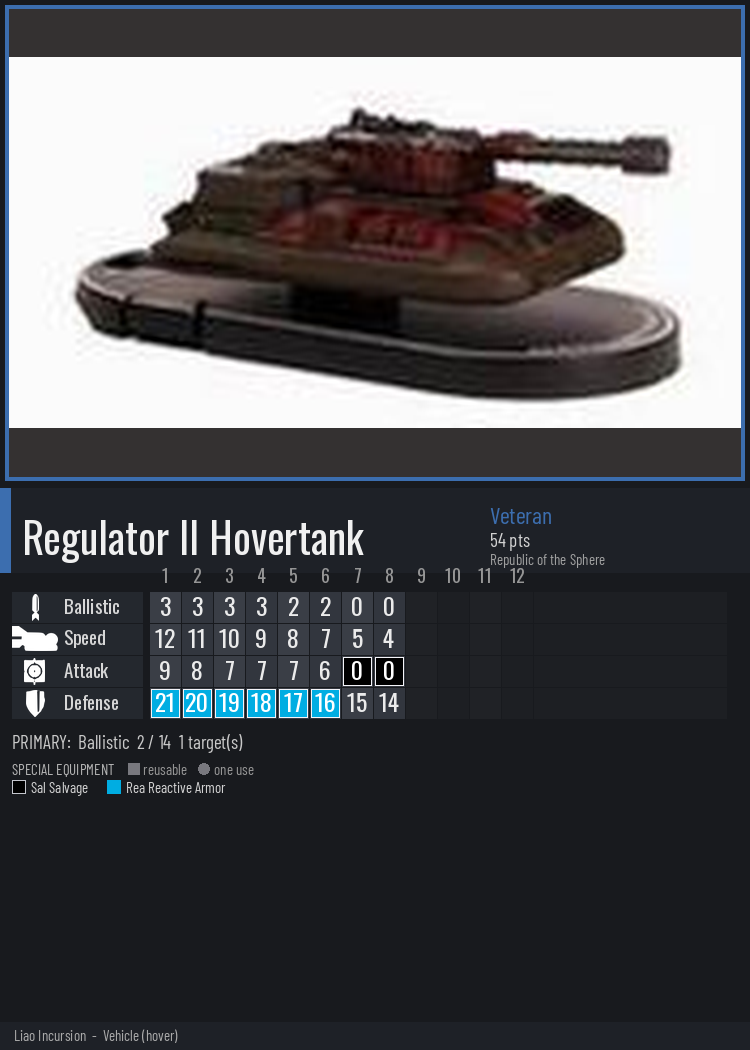 Regulator II Hovertank
Veteran
54 pts
Republic of the Sphere
1 2 3 4 5 6 7 8 9 10 11 12
Ballistic 3 3 3 3 2 2 0 0
Speed 12 11 10 9 8 7 5 4
Attack 9 8 7 7 7 6 0 0
Defense 21 20 19 18 17 16 15 14
PRIMARY: Ballistic 2 / 14 1 target(s)
SPECIAL EQUIPMENT reusable one use
Sal Salvage Rea Reactive Armor
Liao Incursion - Vehicle (hover)